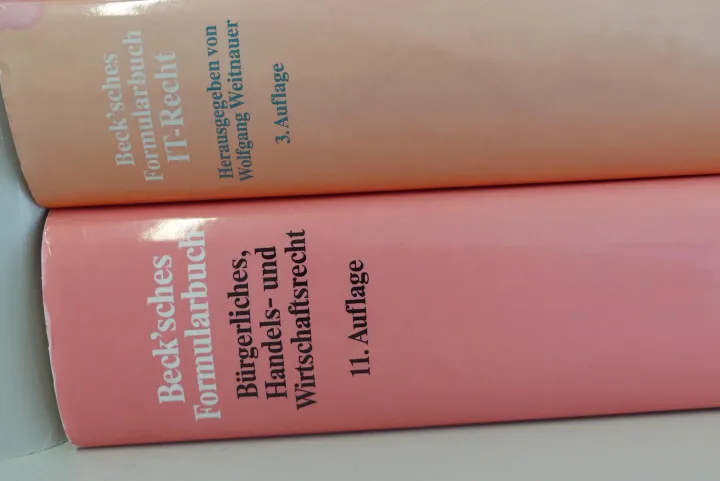 Beck'sches
Formularbuch
IT-Recht
Herausgegeben von
Wolfgang Weitnauer
3. Auflage
Beck'sches
Formularbuch
Bürgerliches,
Handels- und
Wirtschaftsrecht
11. Auflage